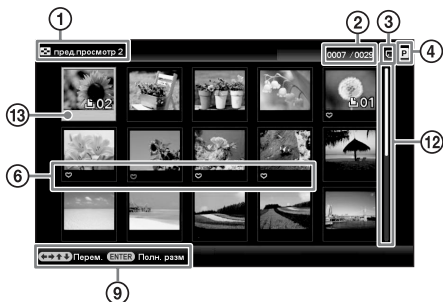 ① ② ③ ④
пред.просмотр 2 0007 /0029 P
02 01
⑬
⑫
⑥
Перем. ENTER Полн. разм
⑨